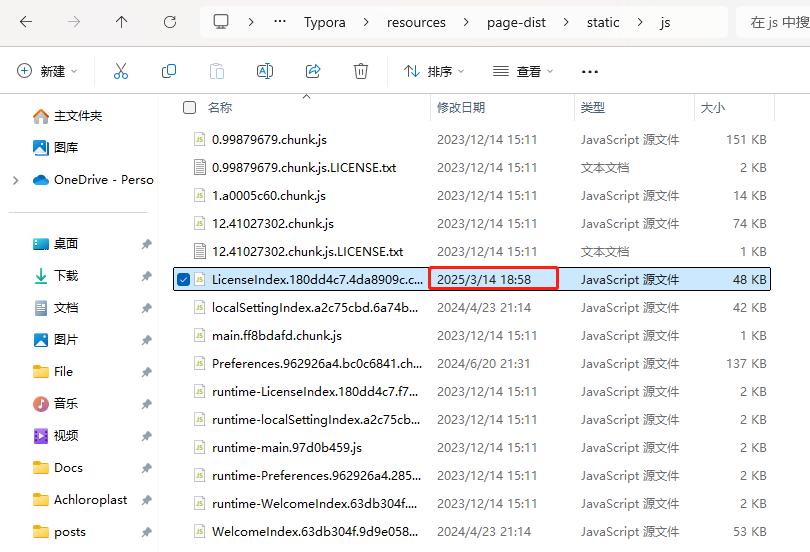 Typora resources page-dist static js 在 js 中搜
新建 排序 查看
名称 修改日期 类型 大小
主文件夹
图库
OneDrive - Perso
桌面
下载
文档
图片
File
音乐
视频
Docs
Achloroplast
posts
0.99879679.chunk.js 2023/12/14 15:11 JavaScript 源文件 151 KB
0.99879679.chunk.js.LICENSE.txt 2023/12/14 15:11 文本文档 2 KB
1.a0005c60.chunk.js 2023/12/14 15:11 JavaScript 源文件 14 KB
12.41027302.chunk.js 2023/12/14 15:11 JavaScript 源文件 74 KB
12.41027302.chunk.js.LICENSE.txt 2023/12/14 15:11 文本文档 1 KB
LicenseIndex.180dd4c7.4da8909c.c... 2025/3/14 18:58 JavaScript 源文件 48 KB
localSettingIndex.a2c75cbd.6a74b... 2024/4/23 21:14 JavaScript 源文件 42 KB
main.ff8bdafd.chunk.js 2023/12/14 15:11 JavaScript 源文件 1 KB
Preferences.962926a4.bc0c6841.ch... 2024/6/20 21:31 JavaScript 源文件 137 KB
runtime-LicenseIndex.180dd4c7.f7... 2023/12/14 15:11 JavaScript 源文件 2 KB
runtime-localSettingIndex.a2c75cb... 2023/12/14 15:11 JavaScript 源文件 2 KB
runtime-main.97d0b459.js 2023/12/14 15:11 JavaScript 源文件 2 KB
runtime-Preferences.962926a4.285... 2023/12/14 15:11 JavaScript 源文件 2 KB
runtime-WelcomeIndex.63db304f.... 2023/12/14 15:11 JavaScript 源文件 2 KB
WelcomeIndex.63db304f.9d9e058... 2024/4/23 21:14 JavaScript 源文件 53 KB